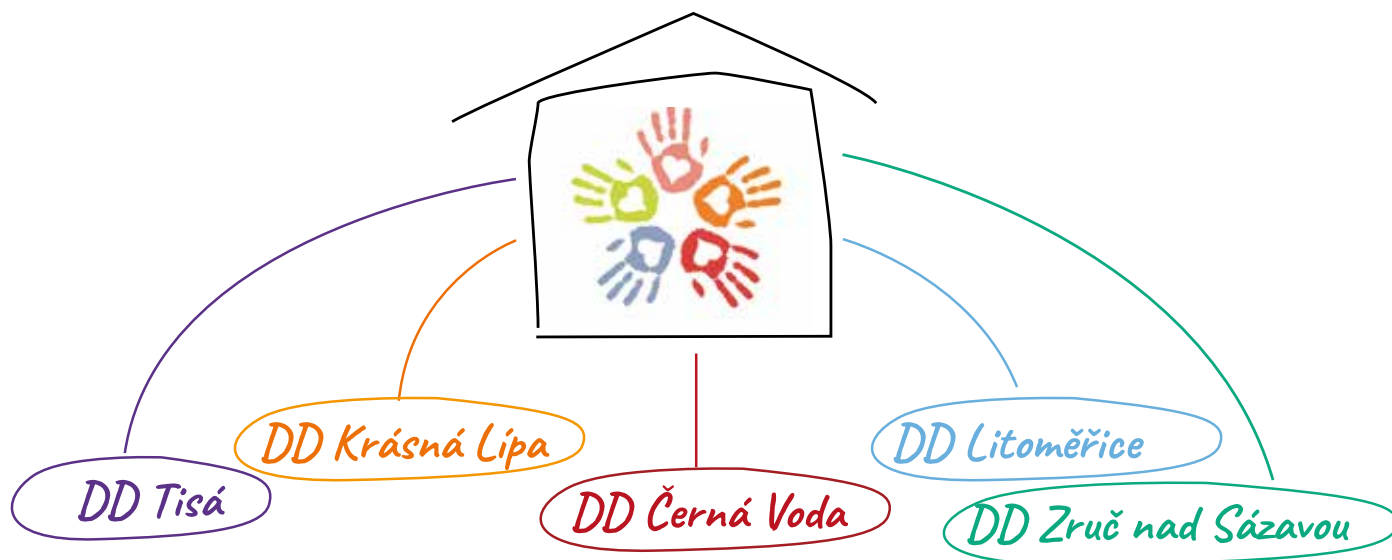 DD Tisá
DD Krásná Lípa
DD Černá Voda
DD Litoměřice
DD Zruč nad Sázavou